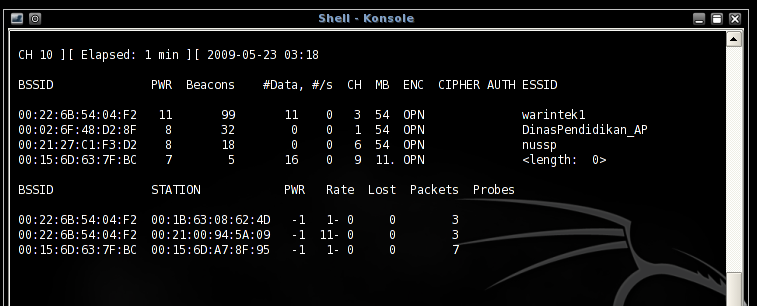 Shell - Konsole
CH 10 ][ Elapsed: 1 min ][ 2009-05-23 03:18
BSSID PWR Beacons #Data, #/s CH MB ENC CIPHER AUTH ESSID
00:22:6B:54:04:F2 11 99 11 0 3 54 OPN warintek1
00:02:6F:48:D2:8F 8 32 0 0 1 54 OPN DinasPendidikan_AP
00:21:27:C1:F3:D2 8 18 0 0 6 54 OPN nussp
00:15:6D:63:7F:BC 7 5 16 0 9 11. OPN <length: 0>
BSSID STATION PWR Rate Lost Packets Probes
00:22:6B:54:04:F2 00:1B:63:08:62:4D -1 1- 0 0 3
00:22:6B:54:04:F2 00:21:00:94:5A:09 -1 11- 0 0 3
00:15:6D:63:7F:BC 00:15:6D:A7:8F:95 -1 1- 0 0 7